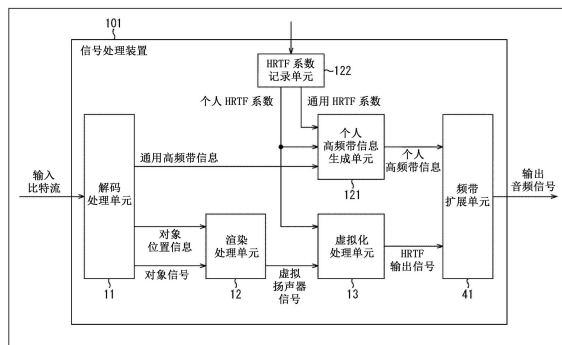 101
信号处理装置
HRTF 系数
记录单元
122
个人 HRTF 系数
通用 HRTF 系数
个人
高频带信息
生成单元
121
通用高频带信息
个人
高频带信息
输入
比特流
解码
处理单元
11
频带
扩展单元
41
输出
音频信号
对象
位置信息
对象信号
渲染
处理单元
12
虚拟
扬声器
信号
虚拟化
处理单元
13
HRTF
输出信号